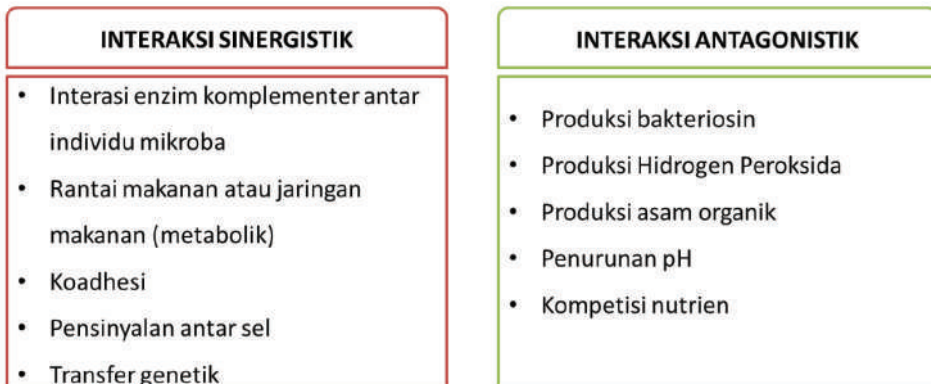 INTERAKSI SINERGISTIK
• Interasi enzim komplementer antar
individu mikroba
• Rantai makanan atau jaringan
makanan (metabolik)
• Koadhesi
• Pensinyalan antar sel
• Transfer genetik
INTERAKSI ANTAGONISTIK
• Produksi bakteriosin
• Produksi Hidrogen Peroksida
• Produksi asam organik
• Penurunan pH
• Kompetisi nutrien